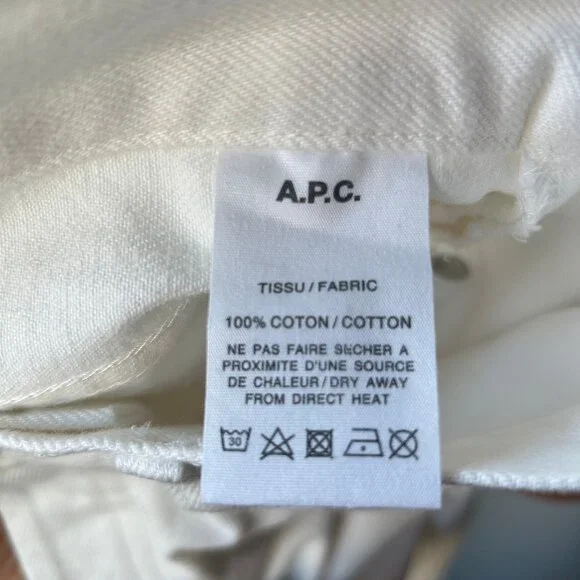 A.P.C.
TISSU / FABRIC
100% COTON / COTTON
NE PAS FAIRE SECHER A
PROXIMITE D'UNE SOURCE
DE CHALEUR / DRY AWAY
FROM DIRECT HEAT
30